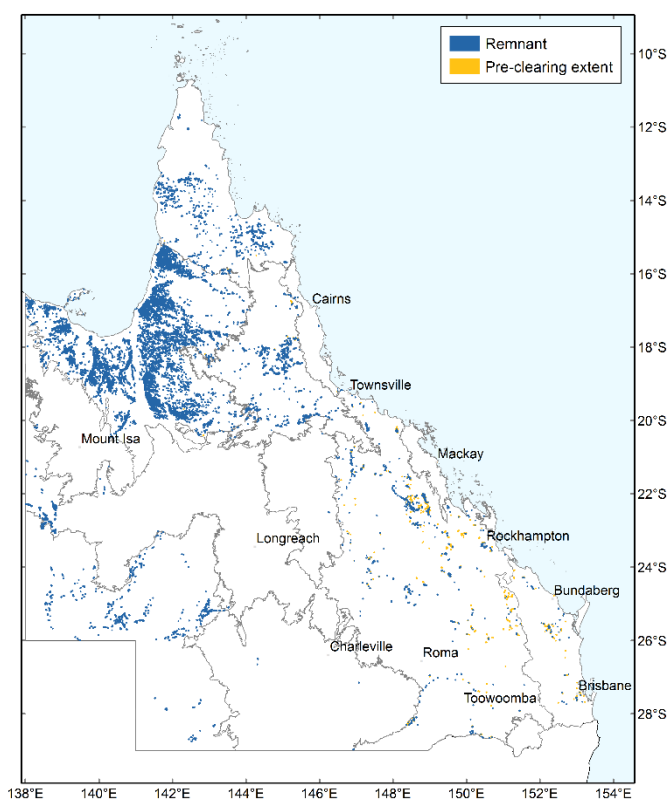 Remnant
Pre-clearing extent
10°S
12°S
14°S
16°S
Cairns
18°S
Townsville
20°S
Mount Isa
Mackay
22°S
Longreach
Rockhampton
24°S
Bundaberg
26°S
Charleville
Roma
Brisbane
Toowoomba
28°S
138°E 140°E 142°E 144°E 146°E 148°E 150°E 152°E 154°E